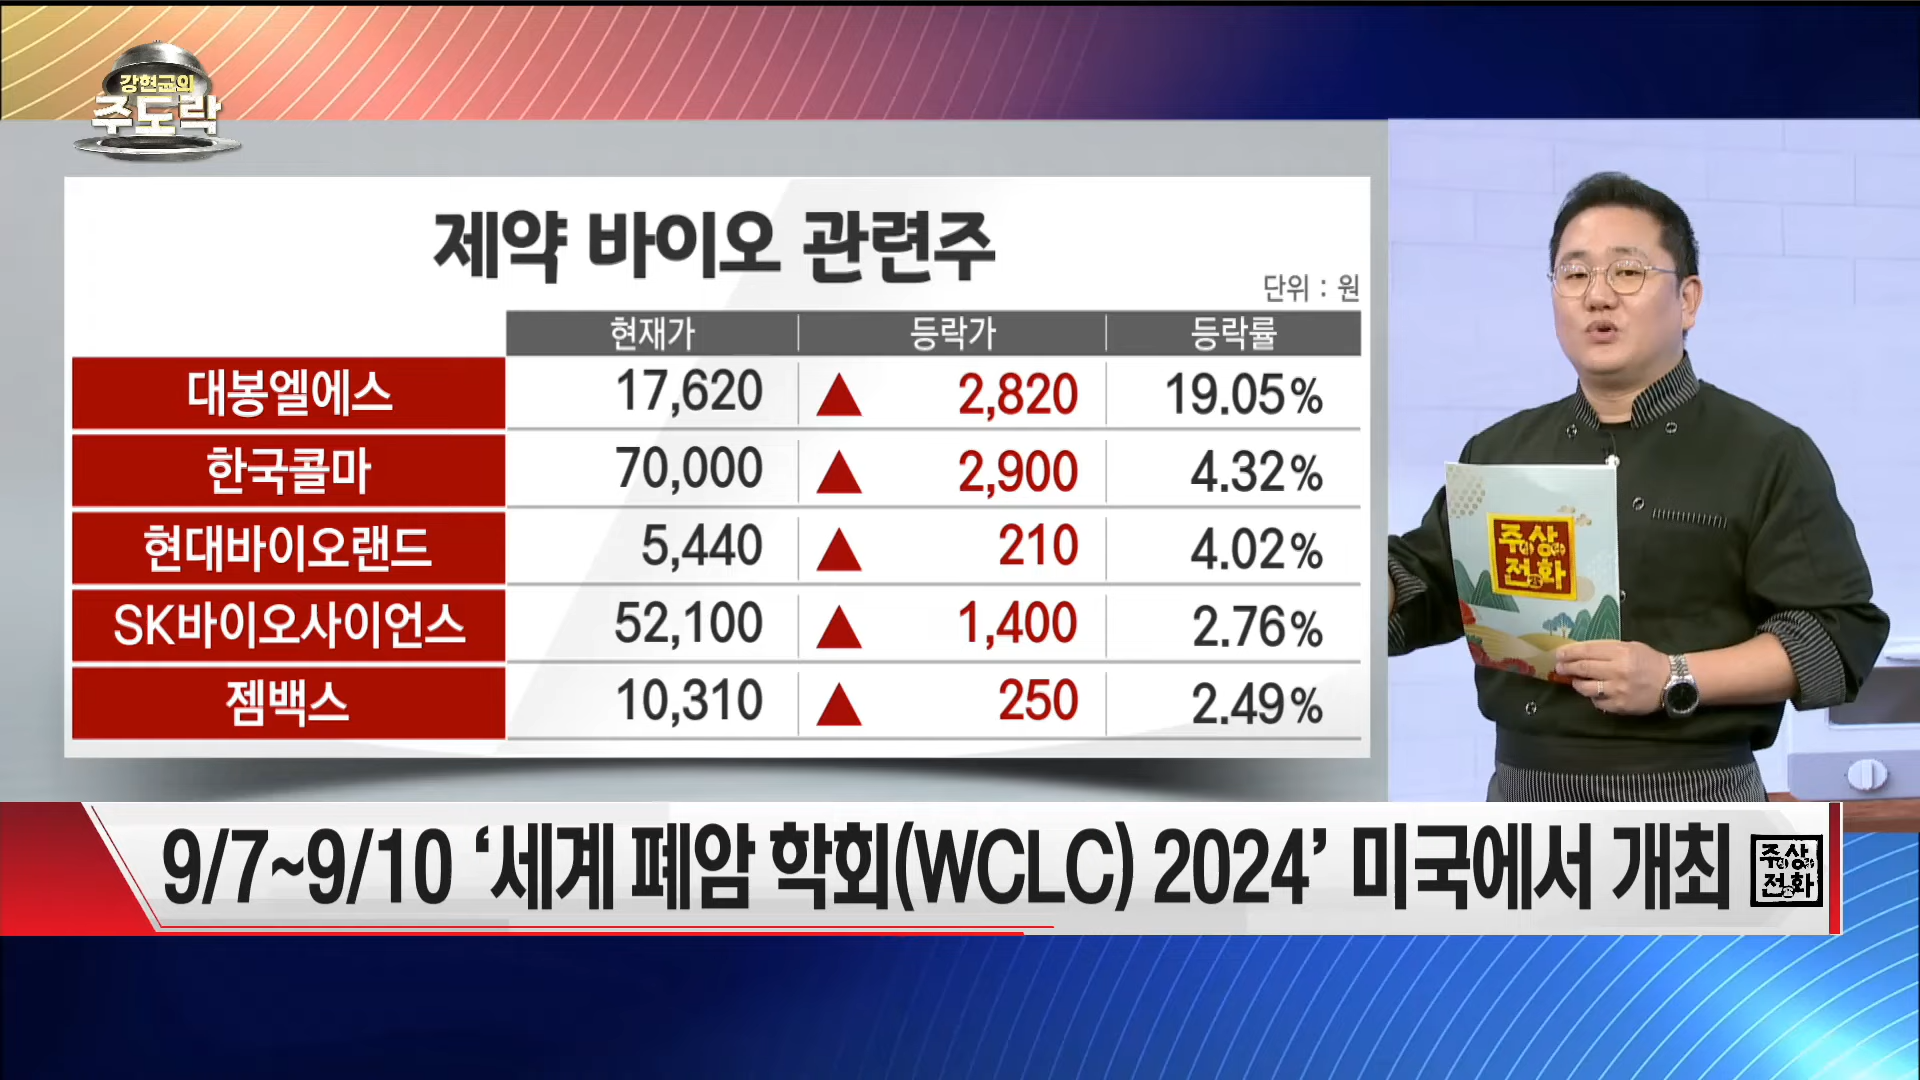 강현규의
주도락
제약 바이오 관련주
단위 : 원
현재가 등락가 등락률
대봉엘에스 17,620 ▲ 2,820 19.05%
한국콜마 70,000 ▲ 2,900 4.32%
현대바이오랜드 5,440 ▲ 210 4.02%
SK바이오사이언스 52,100 ▲ 1,400 2.76%
젬백스 10,310 ▲ 250 2.49%
주상
전화
9/7~9/10 ‘세계 폐암 학회(WCLC) 2024’ 미국에서 개최
주상
전화